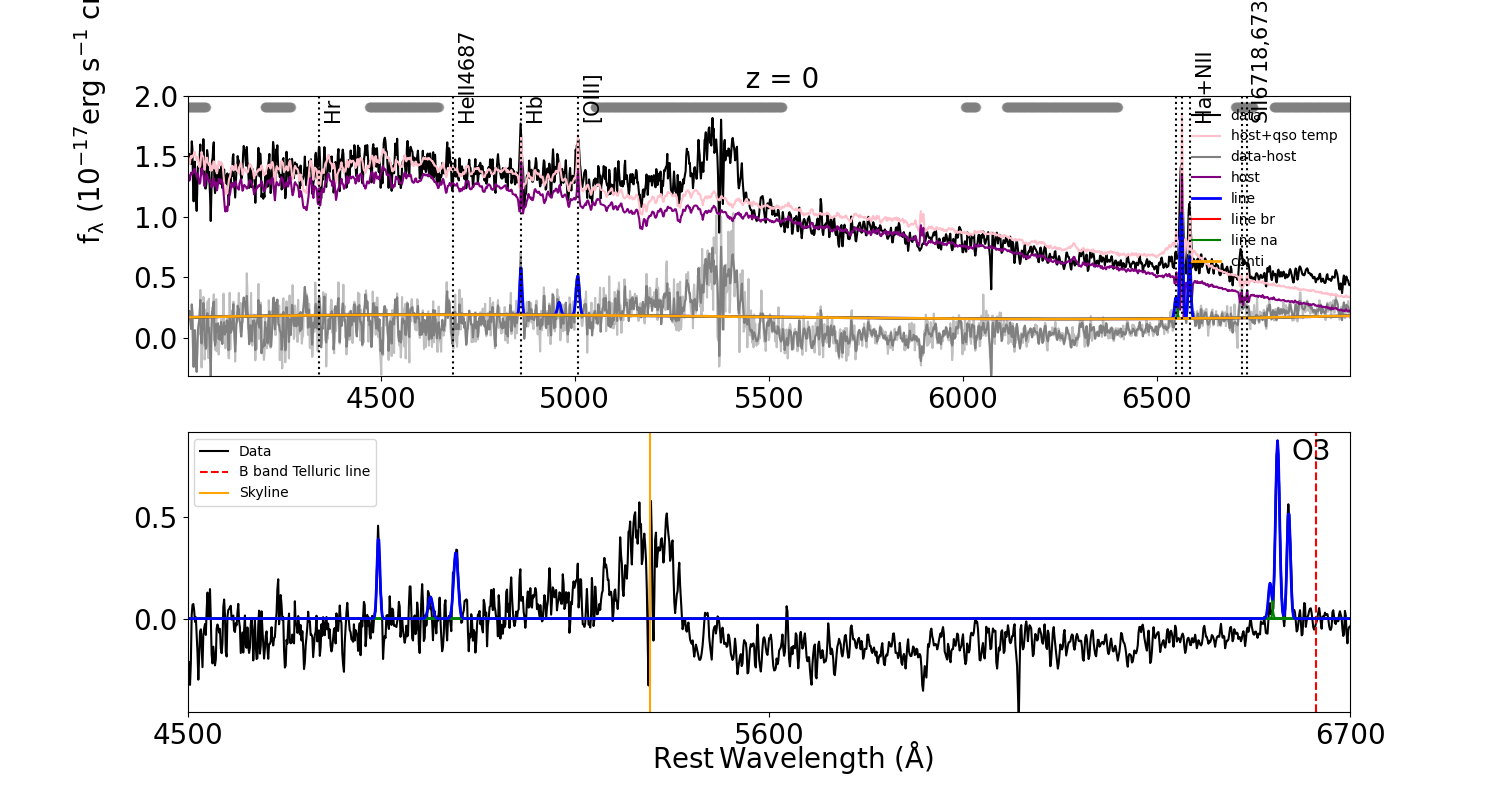 z = 0
f_λ (10^−17 erg s^−1 c
Hr
HeII4687
Hb
[OIII]
Ha+NII
SII6718,673
2.0
1.5
1.0
0.5
0.0
data
host+qso temp
data-host
host
line
line br
line na
conti
4500 5000 5500 6000 6500
Data
B band Telluric line
Skyline
O3
0.5
0.0
4500 5600 6700
Rest Wavelength (Å)